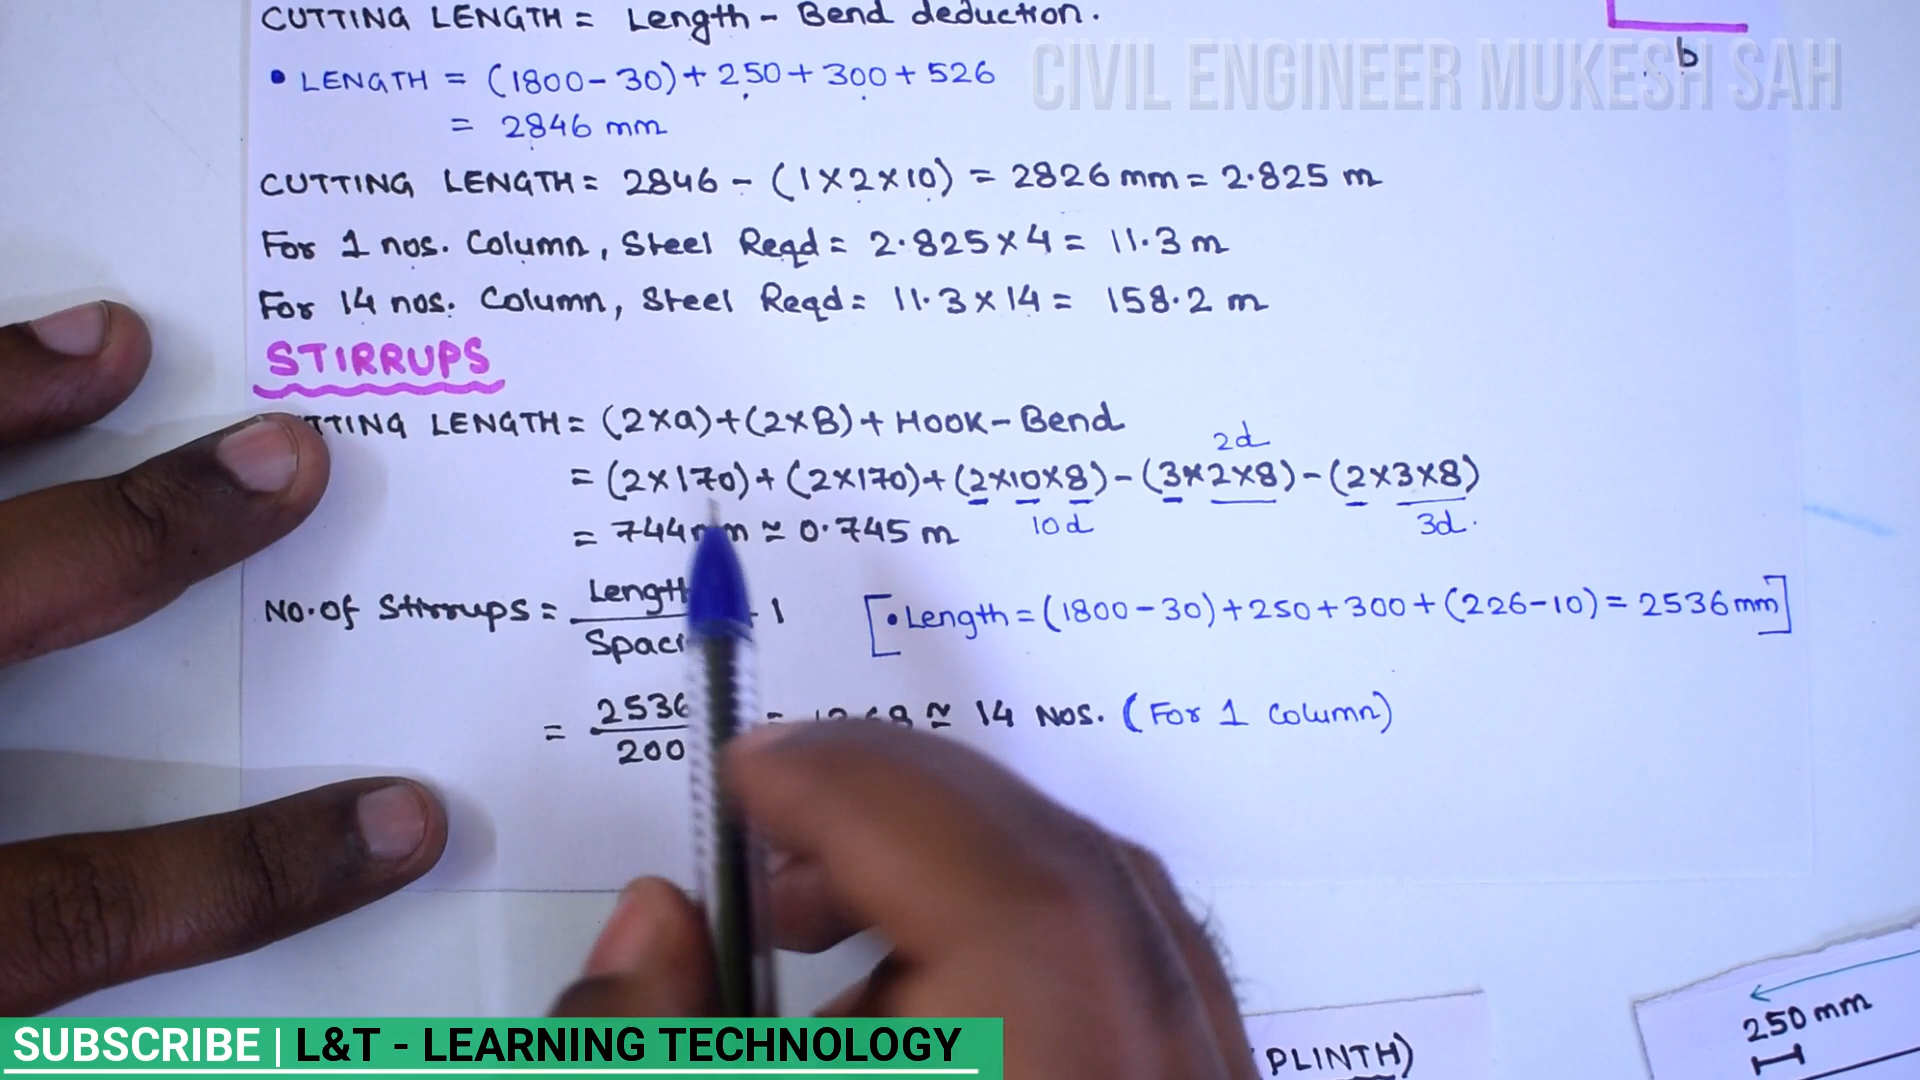 CUTTING LENGTH = Length - Bend deduction.
b
CIVIL ENGINEER MUKESH SAH
• LENGTH = (1800-30)+250+300+526
= 2846 mm
CUTTING LENGTH = 2846 - (1×2×10) = 2826 mm = 2.825 m
For 1 nos. Column, Steel Reqd = 2.825×4 = 11.3 m
For 14 nos. Column, Steel Reqd = 11.3×14 = 158.2 m
STIRRUPS
TTING LENGTH = (2×a)+(2×B)+ HOOK - Bend
2d
= (2×170)+(2×170)+(2×10×8)-(3×2×8)-(2×3×8)
10d 3d.
= 744mm ≃ 0.745 m
No. of Stirrups = Length + 1 [• Length = (1800-30)+250+300+(226-10) = 2536 mm]
= 2536 ≃ 14 Nos. (For 1 Column)
200
250 mm
PLINTH)
SUBSCRIBE | L&T - LEARNING TECHNOLOGY